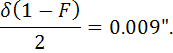 δ(1 − F)/2 = 0.009".